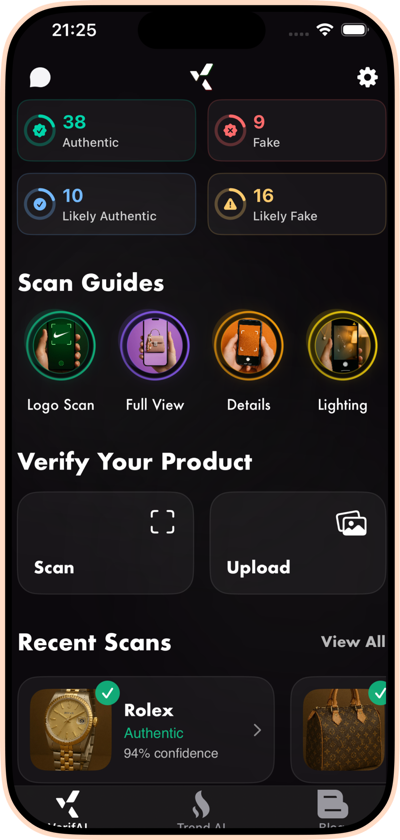 21:25
38
Authentic
9
Fake
10
Likely Authentic
16
Likely Fake
Scan Guides
Logo Scan
Full View
Details
Lighting
Verify Your Product
Scan
Upload
Recent Scans
View All
Rolex
Authentic
94% confidence
VerifAI
Trend AI